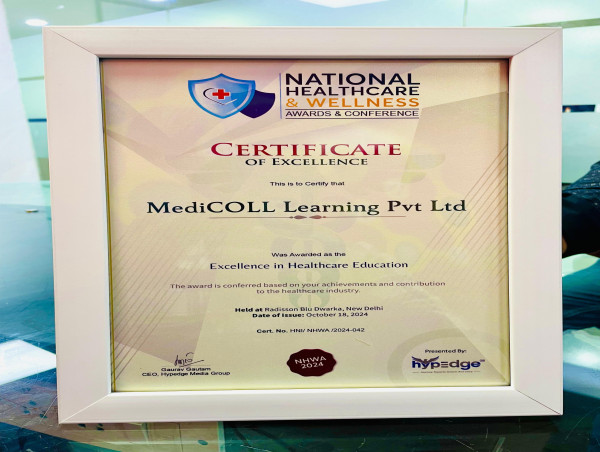 NATIONAL
HEALTHCARE
& WELLNESS
AWARDS & CONFERENCE
CERTIFICATE
OF EXCELLENCE
This is to Certify that
MediCOLL Learning Pvt Ltd
Was Awarded as the
Excellence in Healthcare Education
The award is conferred based on your achievements and contribution
to the healthcare industry.
Held at Radisson Blu Dwarka, New Delhi
Date of Issue: October 18, 2024
Cert. No. HNI/ NHWA /2024-042
Gaurav Gautam
CEO, Hypedge Media Group
NHWA
2024
Presented By:
hypedge